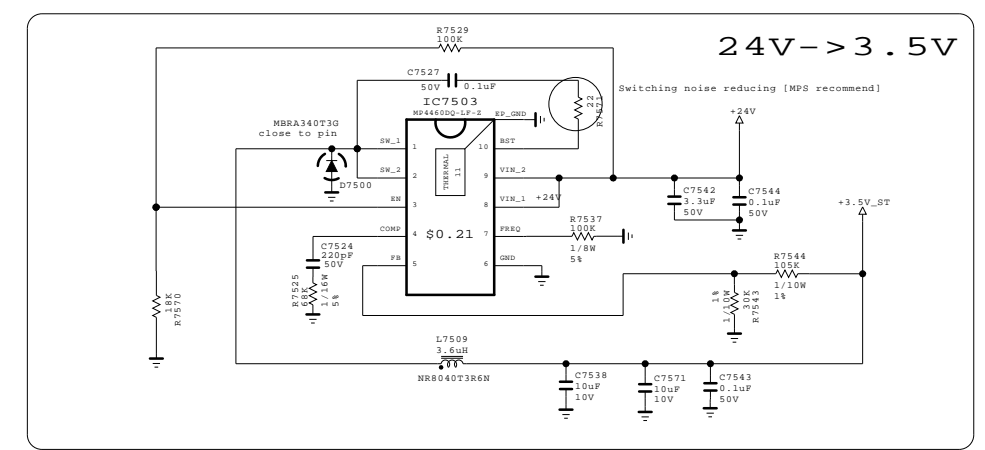 24V->3.5V
R7529
100K
C7527
50V
0.1uF
Switching noise reducing [MPS recommend]
22
R7571
IC7503
MP4460DQ-LF-Z
EP_GND
+24V
MBRA340T3G
close to pin
SW_1
1
10
BST
SW_2
2
9
VIN_2
D7500
THERMAL
11
EN
3
8
VIN_1
+24V
C7542
3.3uF
50V
C7544
0.1uF
50V
+3.5V_ST
COMP
4
$0.21
7
FREQ
R7537
100K
1/8W
5%
C7524
220pF
50V
FB
5
6
GND
R7544
105K
1/10W
1%
R7525
68K
1/16W
5%
18K
R7570
1%
1/10W
30K
R7543
L7509
3.6uH
NR8040T3R6N
C7538
10uF
10V
C7571
10uF
10V
C7543
0.1uF
50V